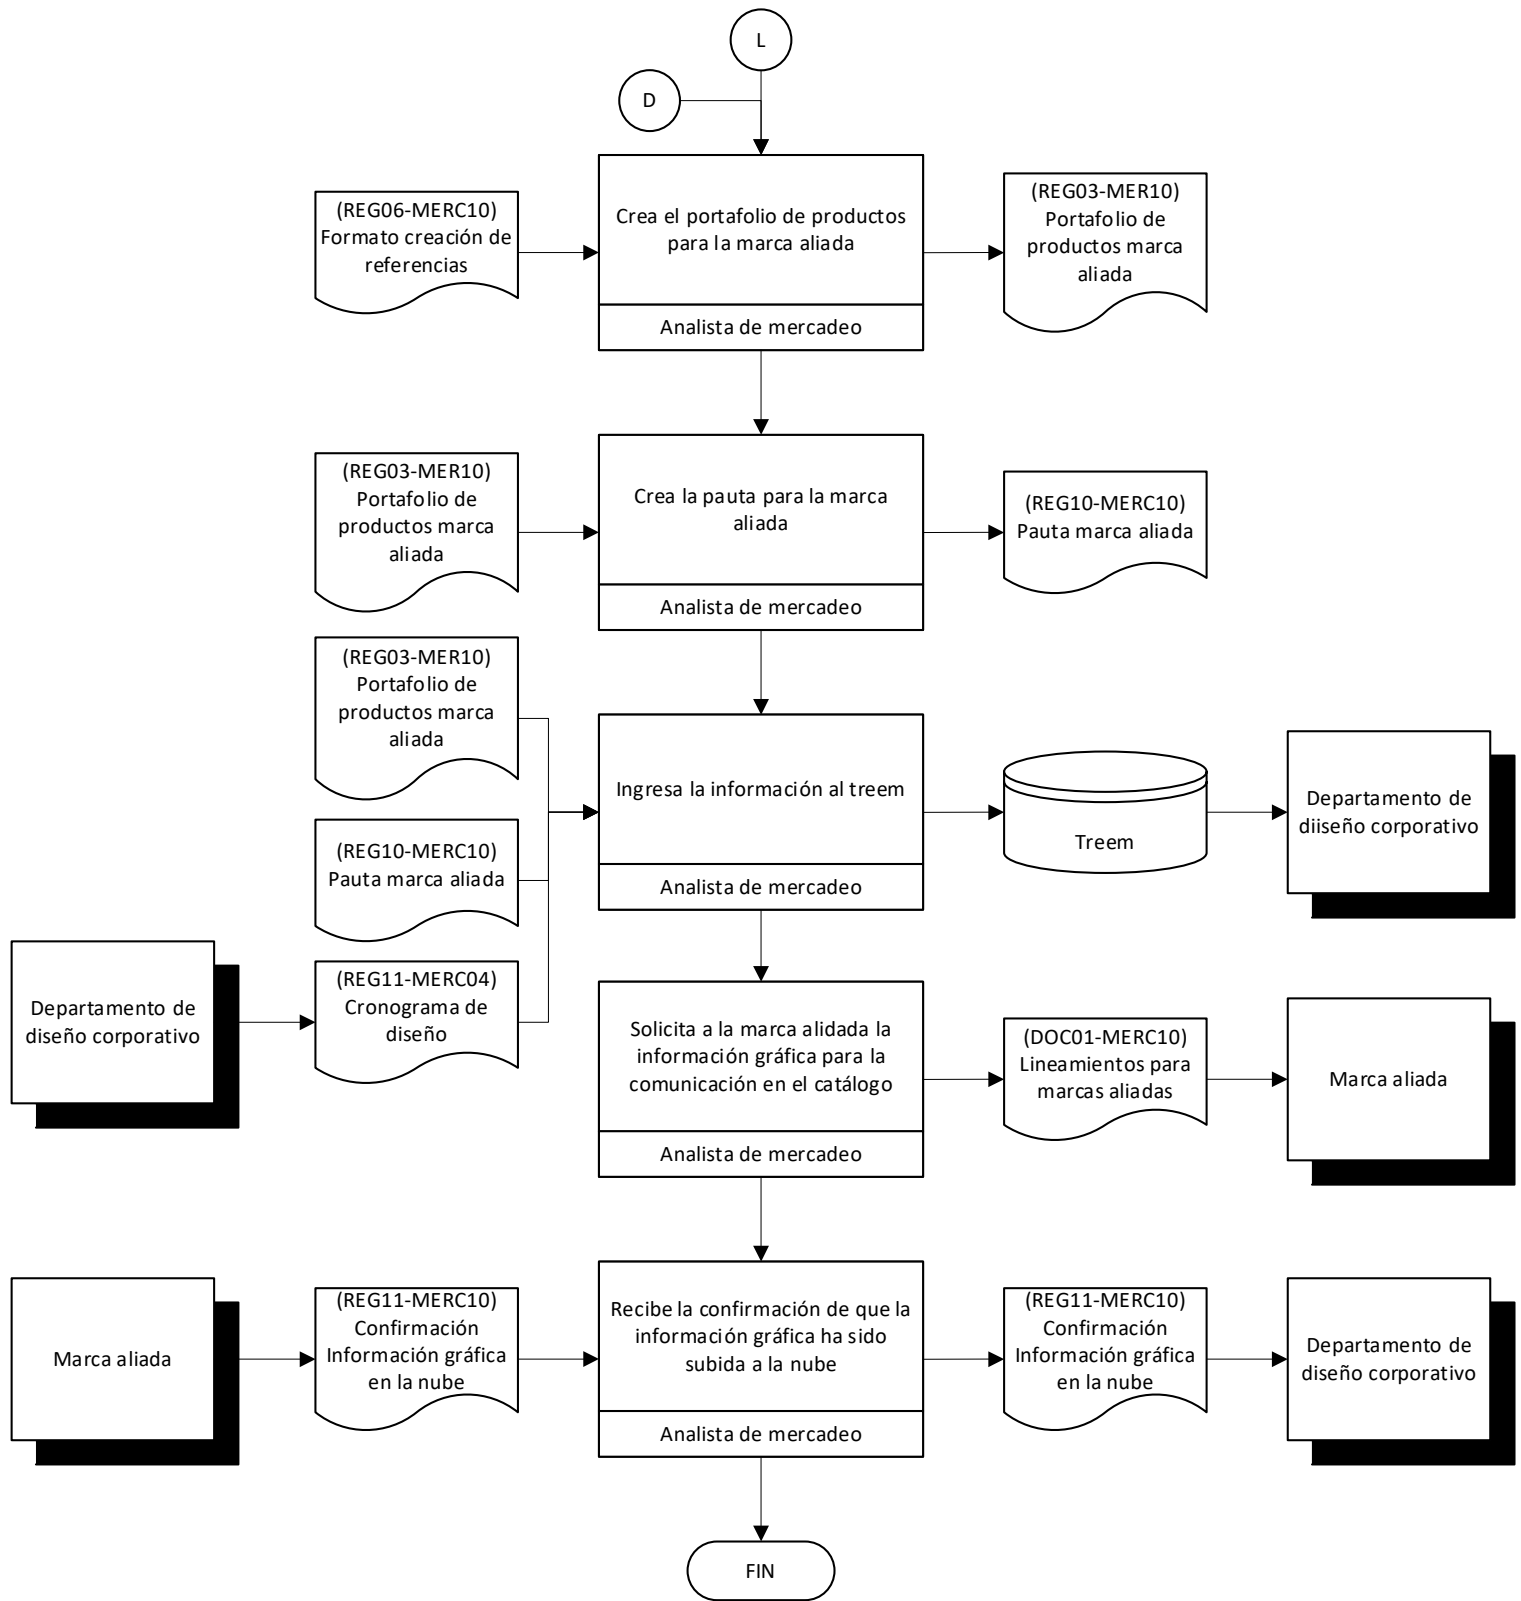 L
D
(REG06-MERC10)
Formato creación de
referencias
Crea el portafolio de productos
para la marca aliada
Analista de mercadeo
(REG03-MER10)
Portafolio de
productos marca
aliada
(REG03-MER10)
Portafolio de
productos marca
aliada
Crea la pauta para la marca
aliada
Analista de mercadeo
(REG10-MERC10)
Pauta marca aliada
(REG03-MER10)
Portafolio de
productos marca
aliada
(REG10-MERC10)
Pauta marca aliada
Departamento de
diseño corporativo
(REG11-MERC04)
Cronograma de
diseño
Ingresa la información al treem
Analista de mercadeo
Treem
Departamento de
diiseño corporativo
Solicita a la marca alidada la
información gráfica para la
comunicación en el catálogo
Analista de mercadeo
(DOC01-MERC10)
Lineamientos para
marcas aliadas
Marca aliada
Marca aliada
(REG11-MERC10)
Confirmación
Información gráfica
en la nube
Recibe la confirmación de que la
información gráfica ha sido
subida a la nube
Analista de mercadeo
(REG11-MERC10)
Confirmación
Información gráfica
en la nube
Departamento de
diseño corporativo
FIN